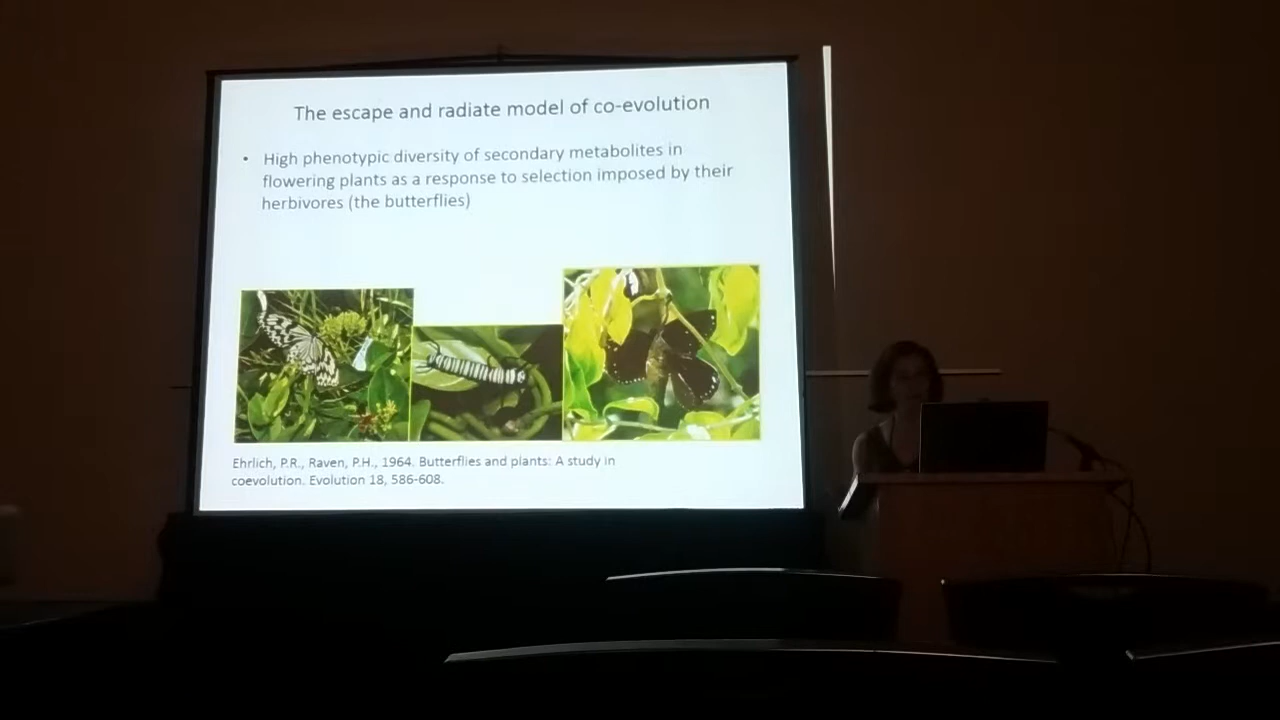 The escape and radiate model of co-evolution
• High phenotypic diversity of secondary metabolites in
flowering plants as a response to selection imposed by their
herbivores (the butterflies)
Ehrlich, P.R., Raven, P.H., 1964. Butterflies and plants: A study in
coevolution. Evolution 18, 586-608.